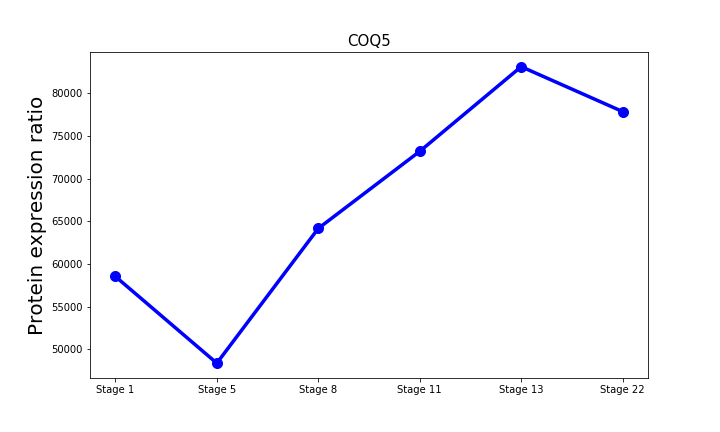 COQ5
Protein expression ratio
80000
75000
70000
65000
60000
55000
50000
Stage 1 Stage 5 Stage 8 Stage 11 Stage 13 Stage 22